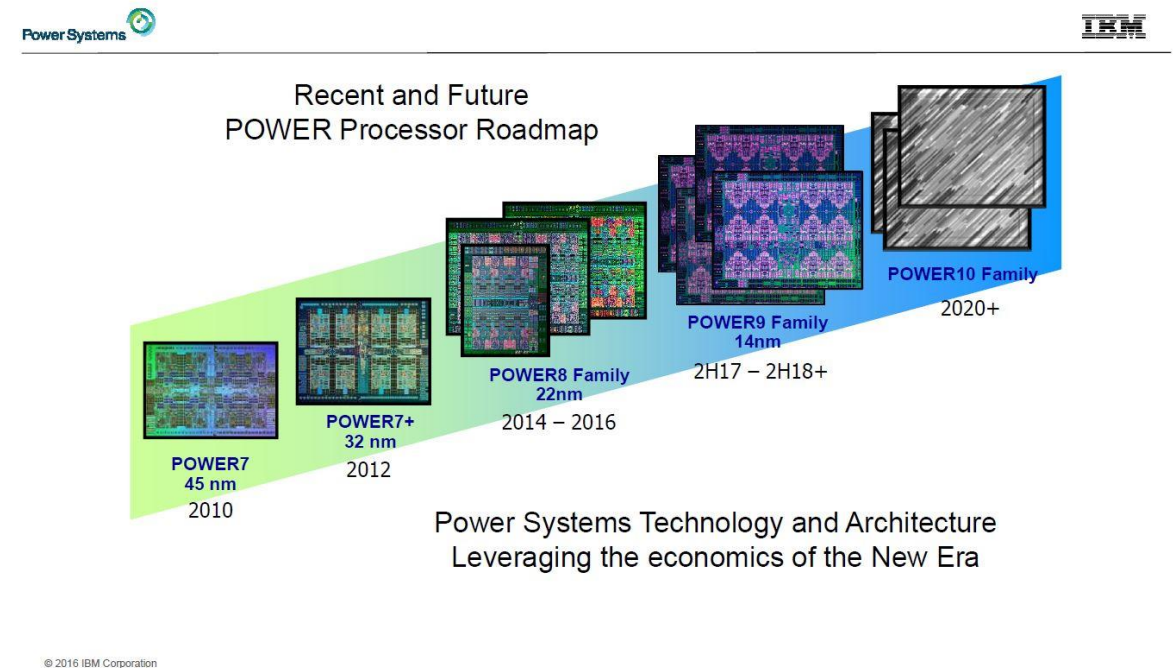 Power Systems
IBM
Recent and Future
POWER Processor Roadmap
POWER7
45 nm
2010
POWER7+
32 nm
2012
POWER8 Family
22nm
2014 – 2016
POWER9 Family
14nm
2H17 – 2H18+
POWER10 Family
2020+
Power Systems Technology and Architecture
Leveraging the economics of the New Era
© 2016 IBM Corporation